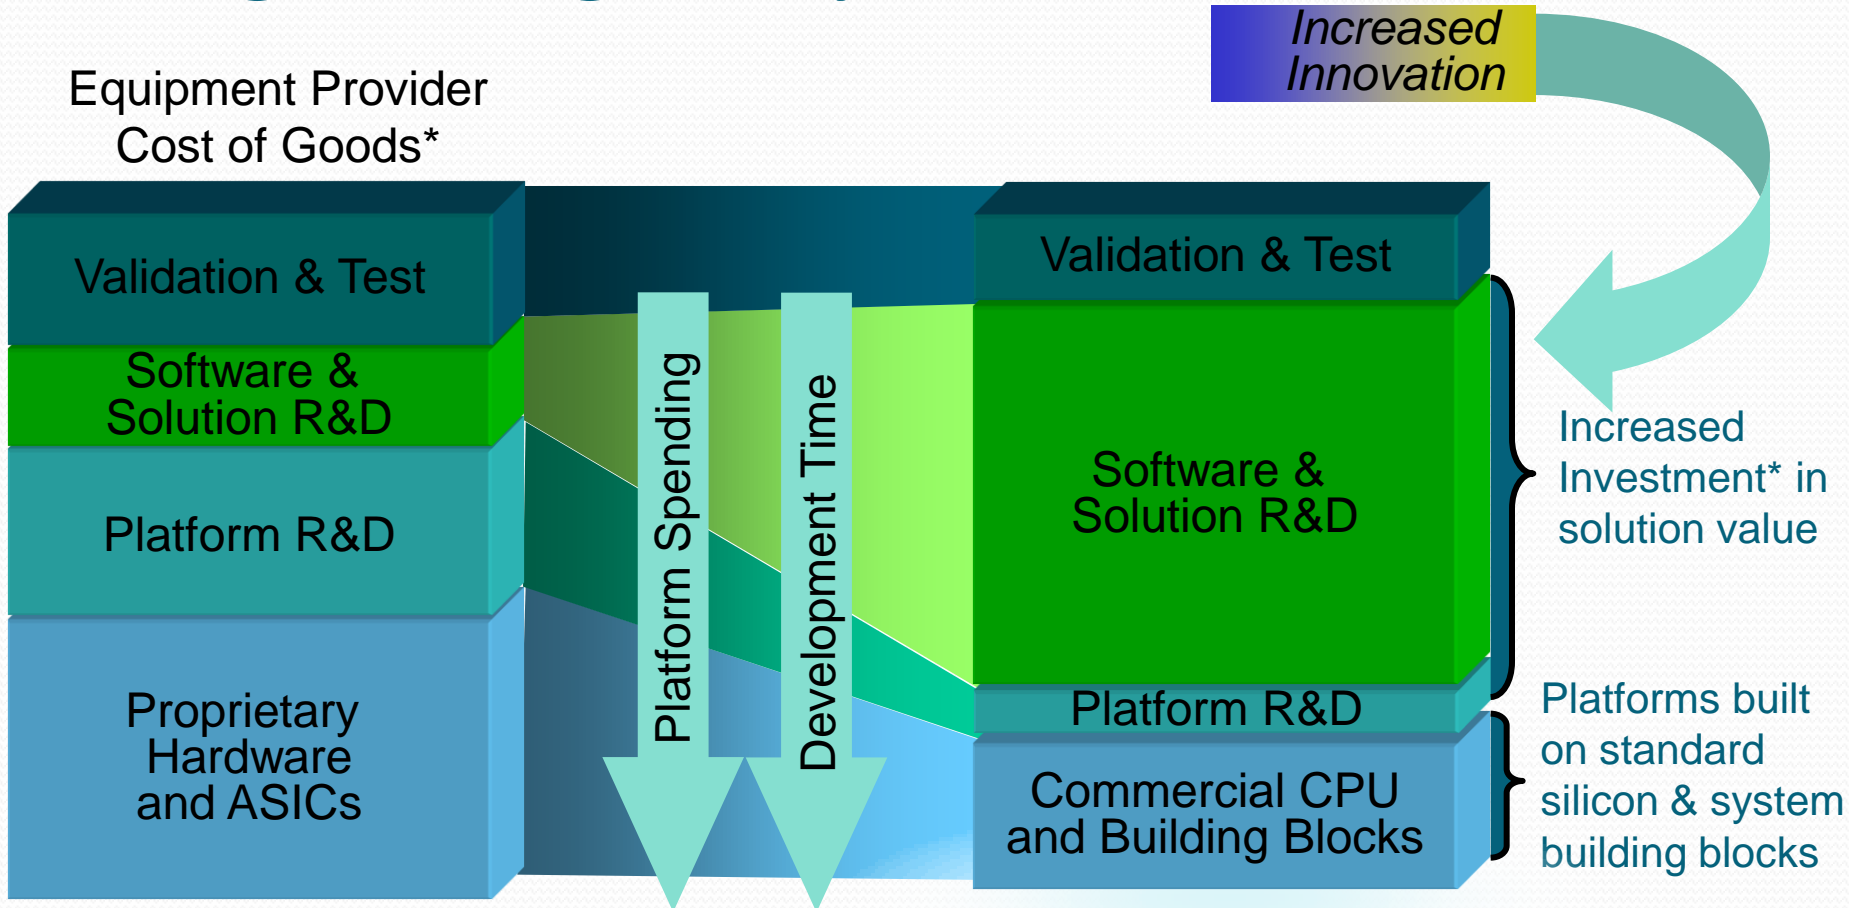 Increased
Innovation
Equipment Provider
Cost of Goods*
Validation & Test
Software &
Solution R&D
Platform R&D
Proprietary
Hardware
and ASICs
Platform Spending
Development Time
Validation & Test
Software &
Solution R&D
Platform R&D
Commercial CPU
and Building Blocks
Increased
Investment* in
solution value
Platforms built
on standard
silicon & system
building blocks